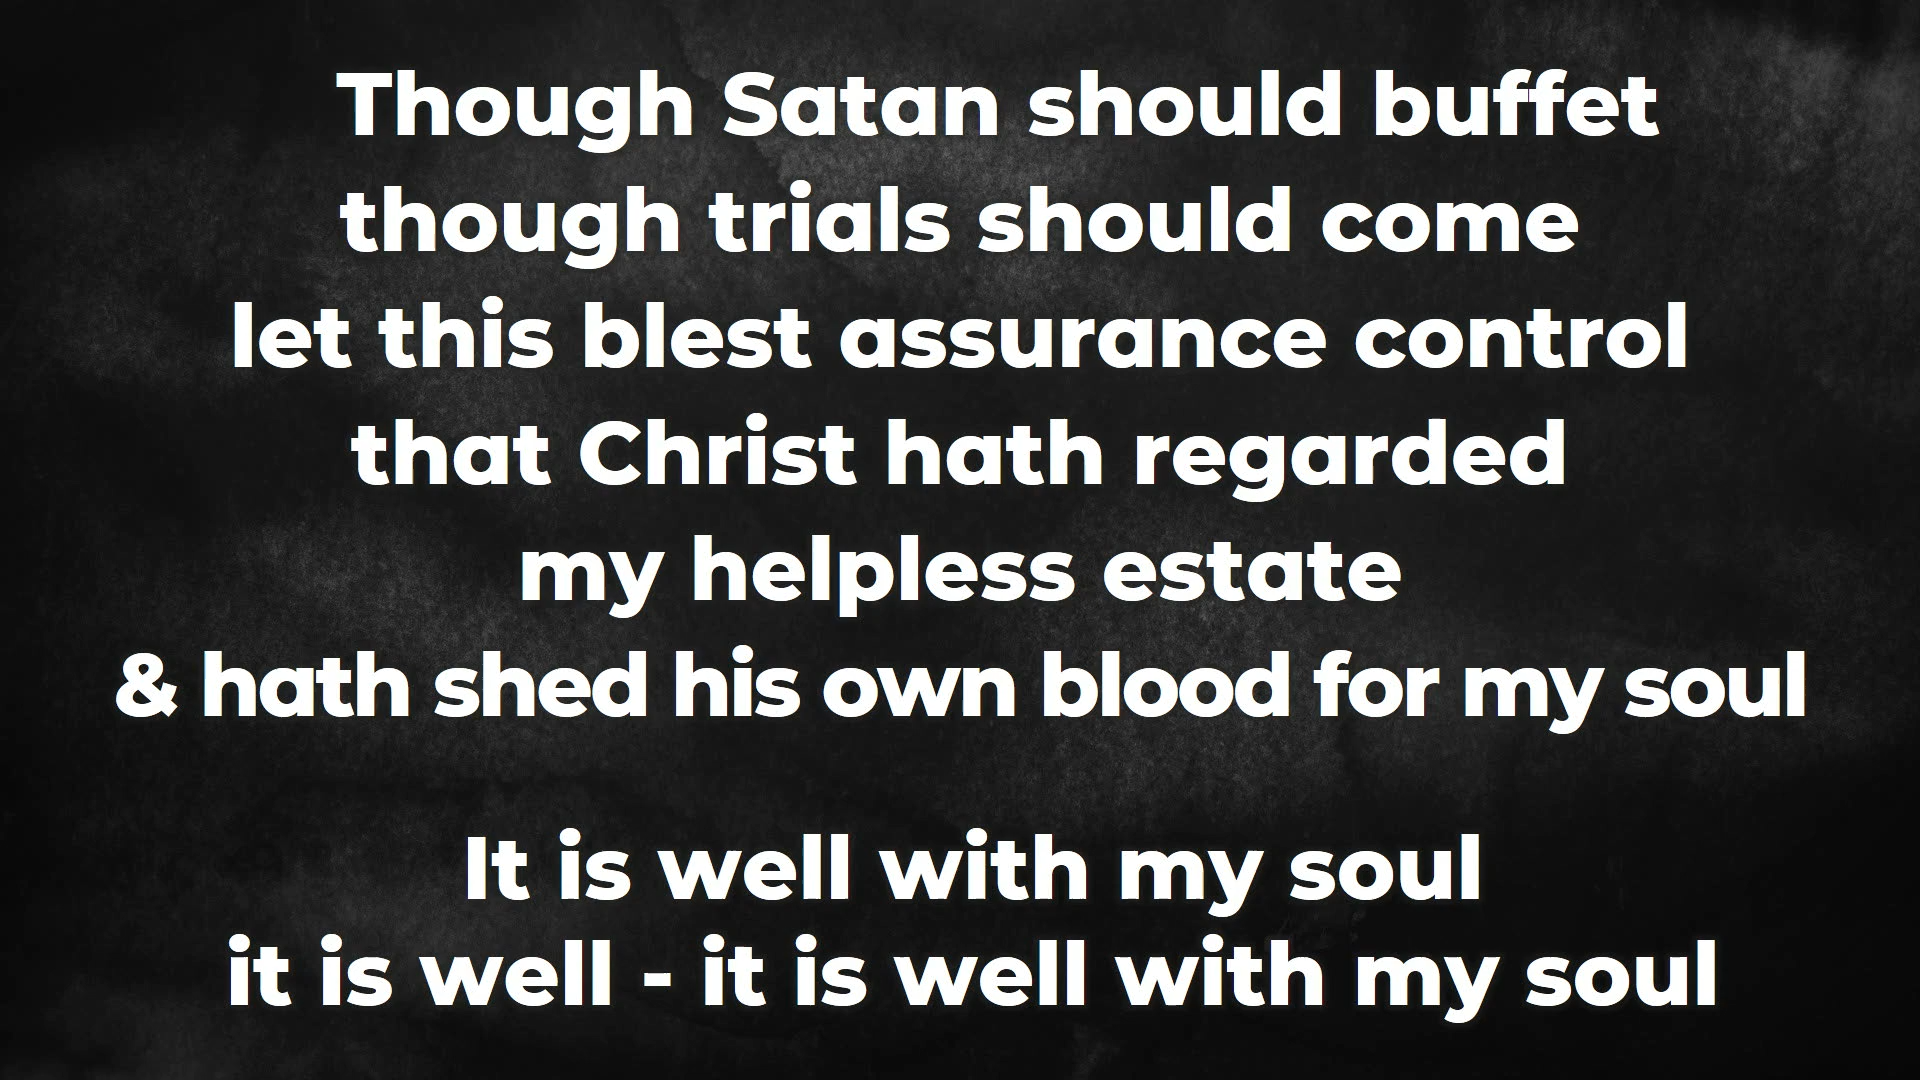 Though Satan should buffet
though trials should come
let this blest assurance control
that Christ hath regarded
my helpless estate
& hath shed his own blood for my soul
It is well with my soul
it is well - it is well with my soul